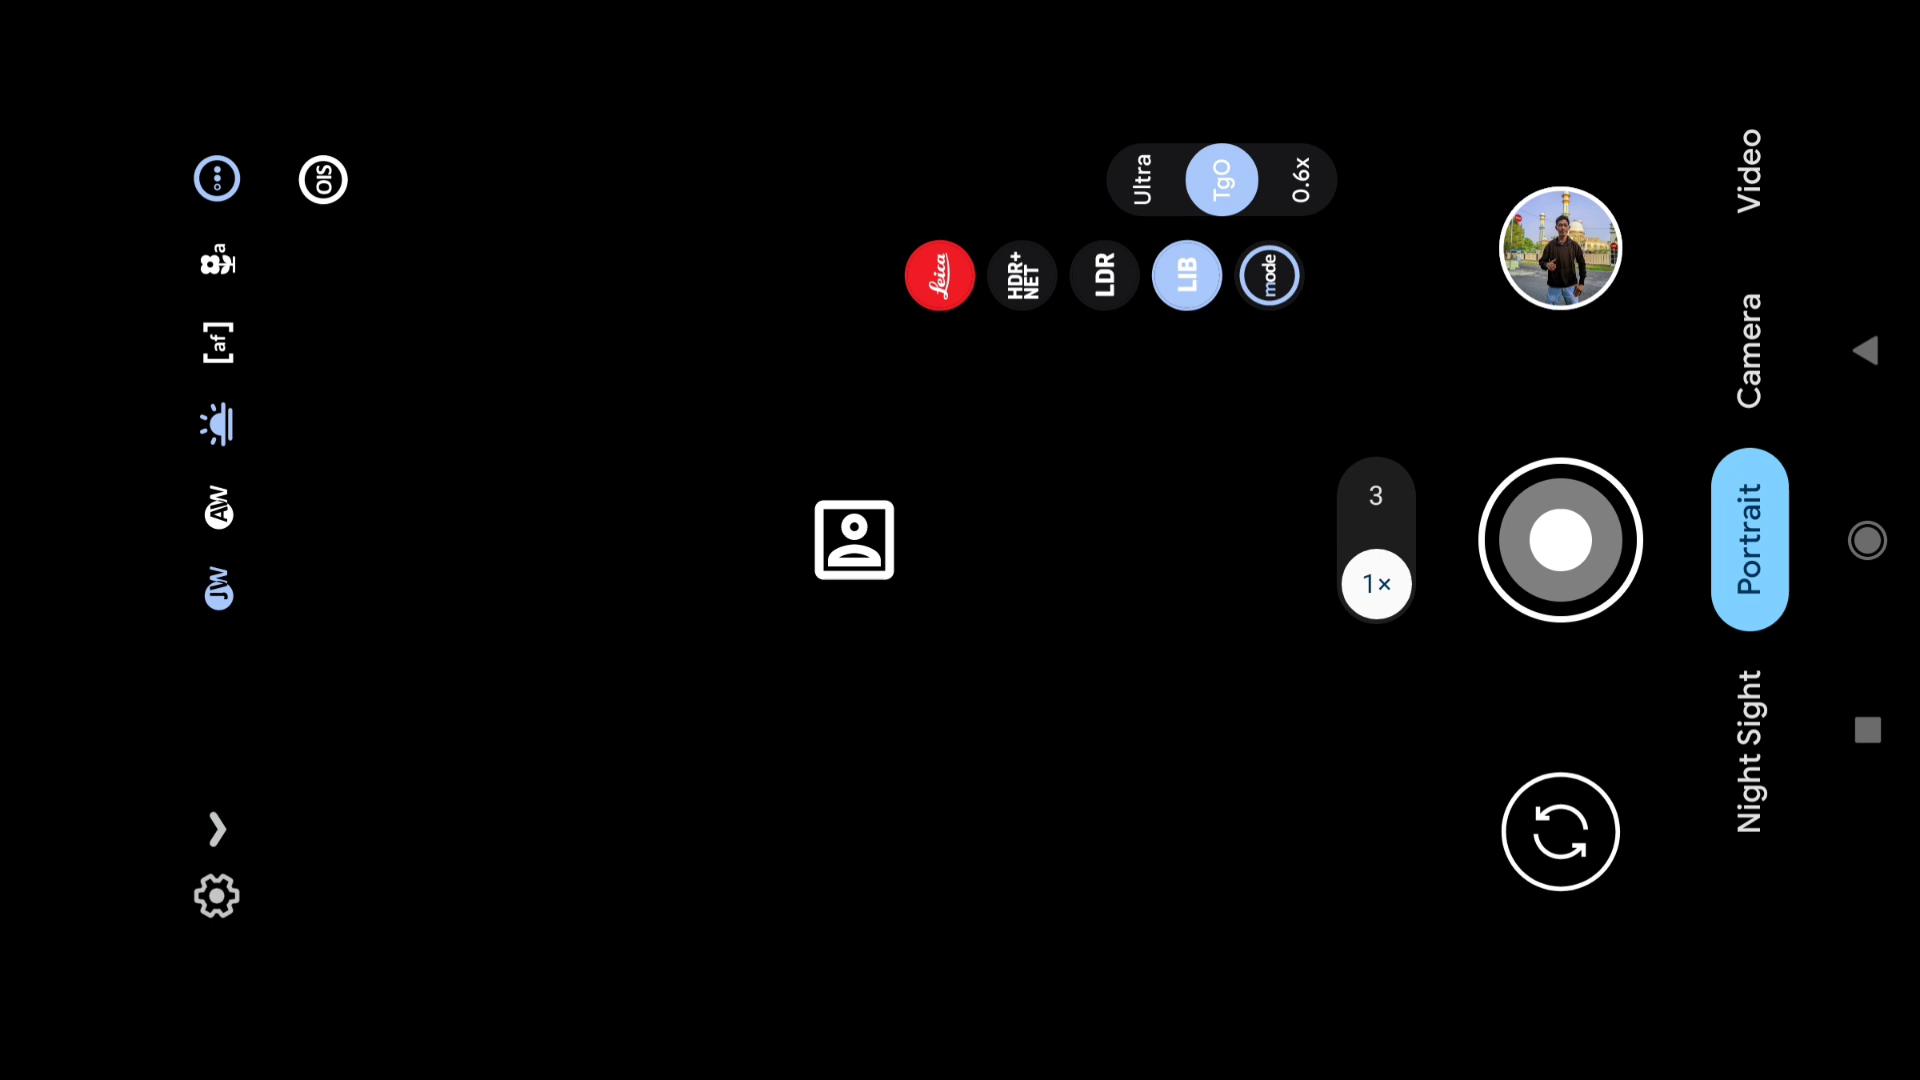 JW
AW
[af]
a
OIS
Leica
HDR+
NET
LDR
LIB
mode
Ultra
TgO
0.6x
1×
3
Night Sight
Portrait
Camera
Video